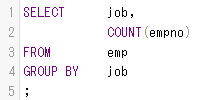 1 SELECT job,
2 COUNT(empno)
3 FROM emp
4 GROUP BY job
5 ;